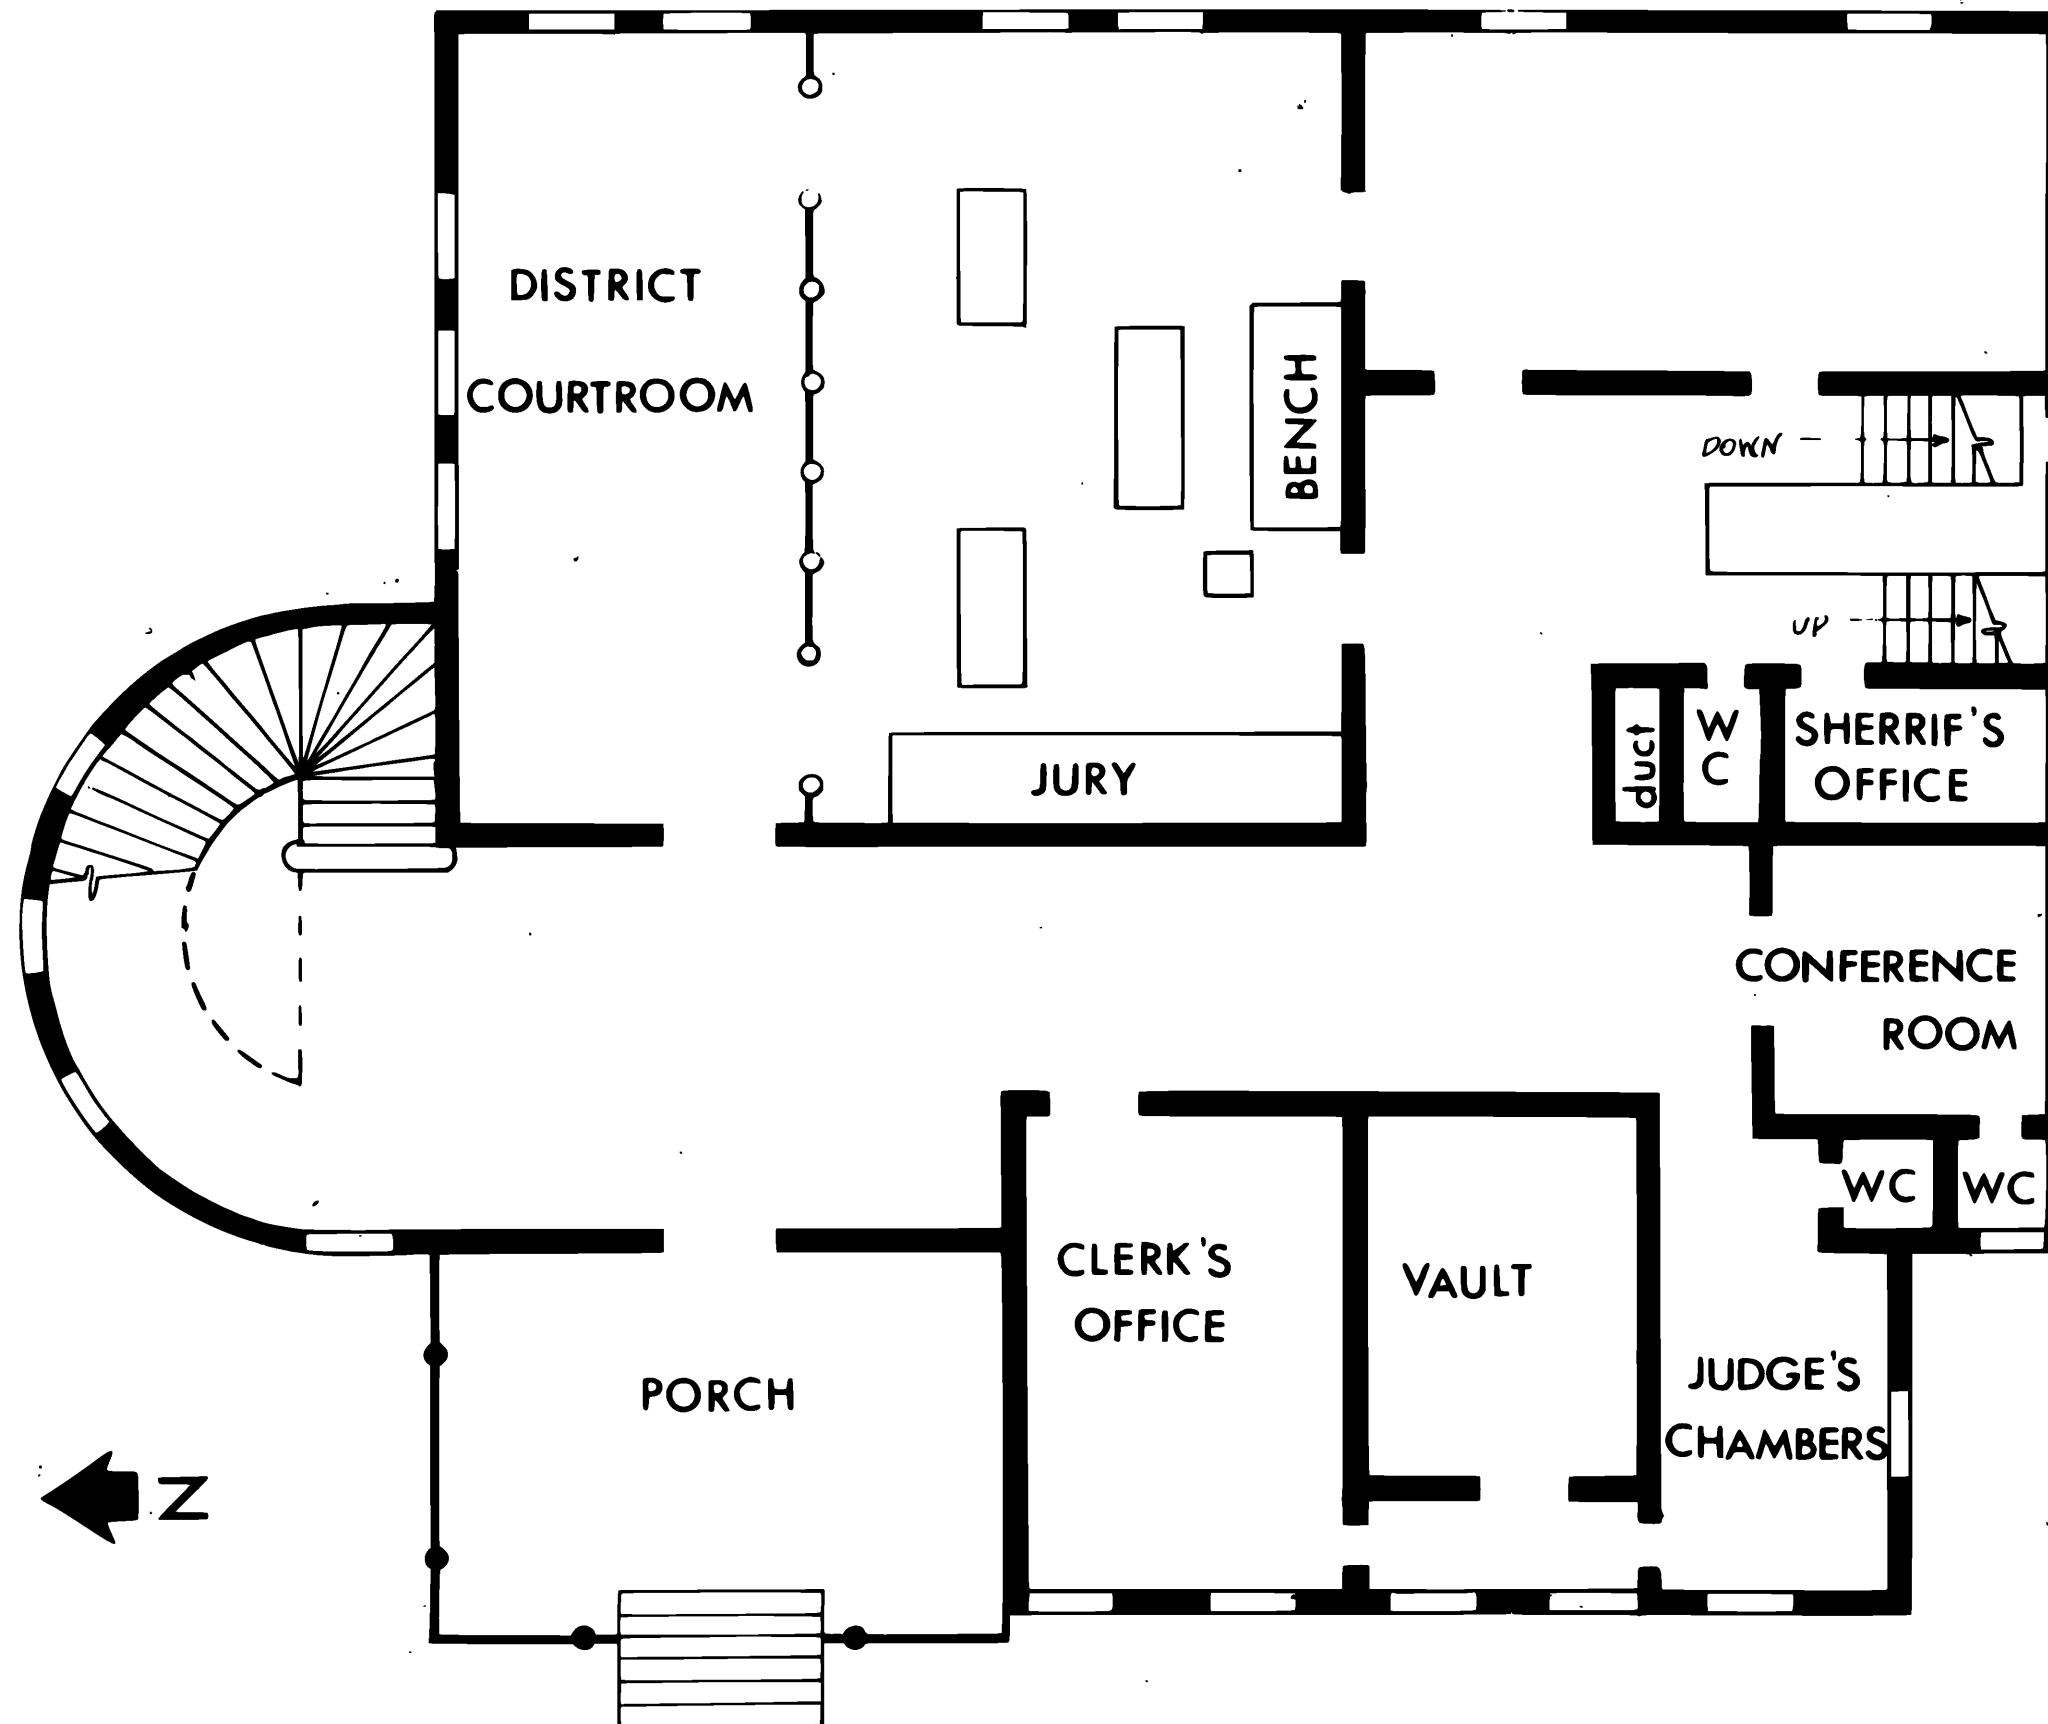 DISTRICT
COURTROOM
BENCH
DOWN
UP
JURY
duct
W
C
SHERRIF'S
OFFICE
CONFERENCE
ROOM
WC
WC
CLERK'S
OFFICE
VAULT
PORCH
JUDGE'S
CHAMBERS
N